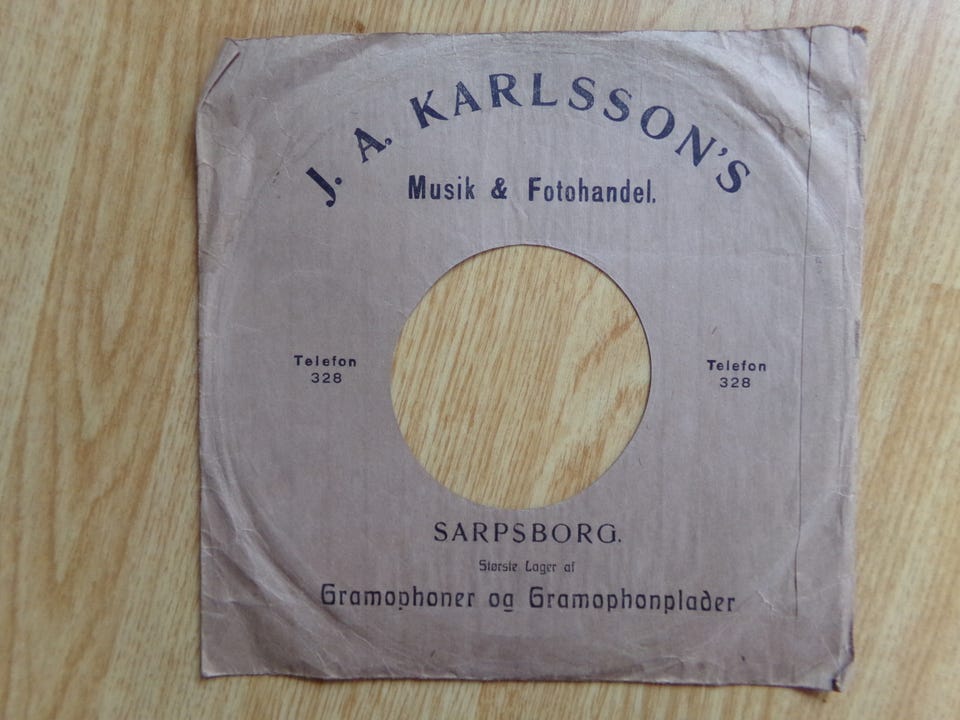 J. A. KARLSSON'S
Musik & Fotohandel.
Telefon
328
Telefon
328
SARPSBORG.
Største Lager af
Gramophoner og Gramophonplader